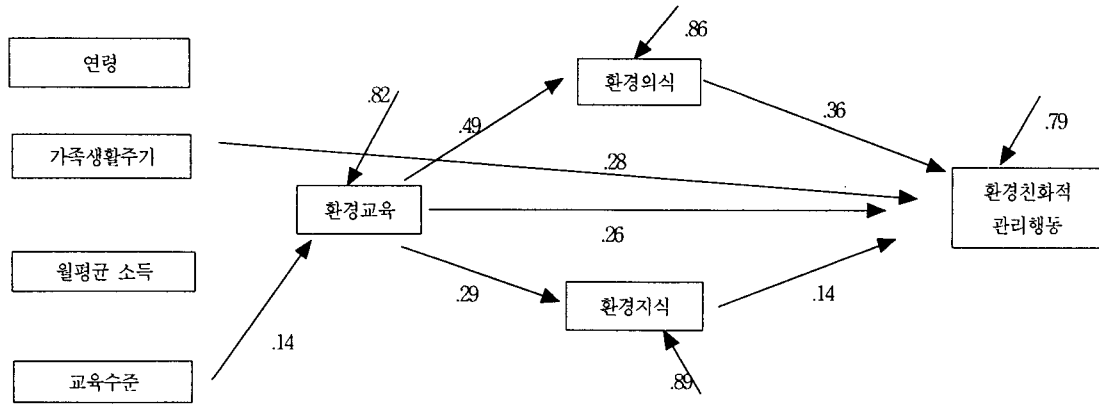 .86
연령
환경의식
.82
.36
.79
.49
가족생활주기
.28
환경친화적
관리행동
환경교육
.26
월평균 소득
.29
환경지식
.14
.14
교육수준
.89